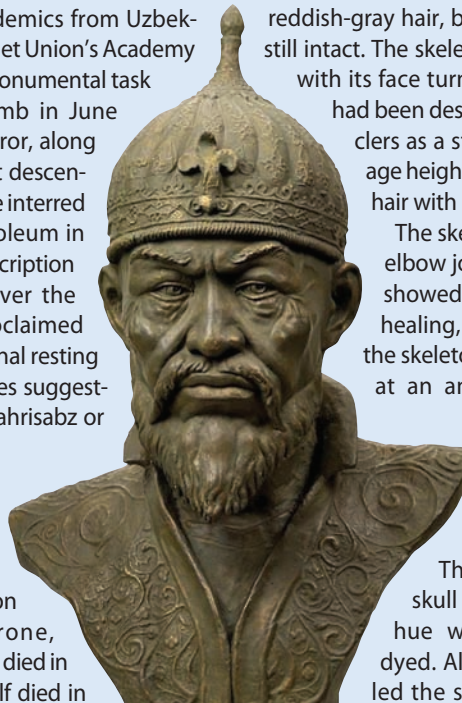 demics from Uzbek-
et Union's Academy
onumental task
mb in June
ror, along
t descen-
e interred
oleum in
cription
ver the
oclaimed
nal resting
es suggest-
ahrisabz or
on
rone,
died in
lf died in
reddish-gray hair, b
still intact. The skele
with its face turn
had been des
clers as a st
age heigh
hair with
The ske
elbow jo
showed
healing,
the skeleto
at an an
Th
skull
hue w
dyed. Al
led the s